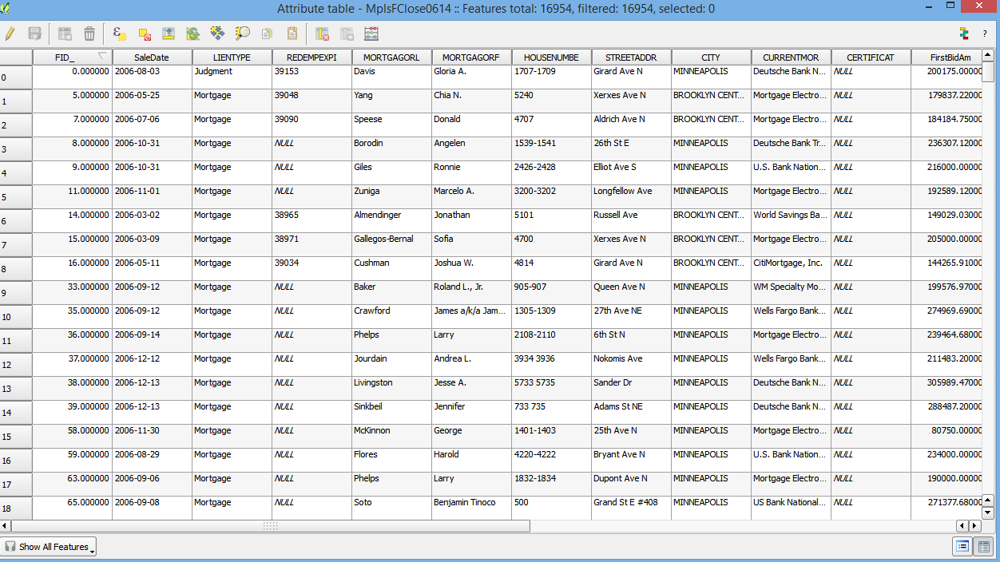 Attribute table - MplsFClose0614 :: Features total: 16954, filtered: 16954, selected: 0
FID_ SaleDate LIENTYPE REDEMPEXPI MORTGAGORL MORTGAGORF HOUSENUMBE STREETADDR CITY CURRENTMOR CERTIFICAT FirstBidAm
0 0.000000 2006-08-03 Judgment 39153 Davis Gloria A. 1707-1709 Girard Ave N MINNEAPOLIS Deutsche Bank N... NULL 200175.00000
1 5.000000 2006-05-25 Mortgage 39048 Yang Chia N. 5240 Xerxes Ave N BROOKLYN CENT... Mortgage Electro... NULL 179837.22000
2 7.000000 2006-07-06 Mortgage 39090 Speese Donald 4707 Aldrich Ave N BROOKLYN CENT... Mortgage Electro... NULL 184184.75000
3 8.000000 2006-10-31 Mortgage NULL Borodin Angelen 1539-1541 26th St E MINNEAPOLIS Deutsche Bank Tr... NULL 236307.12000
4 9.000000 2006-10-31 Mortgage NULL Giles Ronnie 2426-2428 Elliot Ave S MINNEAPOLIS U.S. Bank Nation... NULL 216000.00000
5 11.000000 2006-11-01 Mortgage NULL Zuniga Marcelo A. 3200-3202 Longfellow Ave MINNEAPOLIS Mortgage Electro... NULL 192589.12000
6 14.000000 2006-03-02 Mortgage 38965 Almendinger Jonathan 5101 Russell Ave BROOKLYN CENT... World Savings Ba... NULL 149029.03000
7 15.000000 2006-03-09 Mortgage 38971 Gallegos-Bernal Sofia 4700 Xerxes Ave N BROOKLYN CENT... Mortgage Electro... NULL 205000.00000
8 16.000000 2006-05-11 Mortgage 39034 Cushman Joshua W. 4814 Girard Ave N BROOKLYN CENT... CitiMortgage, Inc. NULL 144265.91000
9 33.000000 2006-09-12 Mortgage NULL Baker Roland L., Jr. 905-907 Queen Ave N MINNEAPOLIS WM Specialty Mo... NULL 199576.97000
10 35.000000 2006-09-12 Mortgage NULL Crawford James a/k/a Jam... 1305-1309 27th Ave NE MINNEAPOLIS Wells Fargo Bank... NULL 274969.69000
11 36.000000 2006-09-14 Mortgage NULL Phelps Larry 2108-2110 6th St N MINNEAPOLIS Mortgage Electro... NULL 239464.68000
12 37.000000 2006-12-12 Mortgage NULL Jourdain Andrea L. 3934 3936 Nokomis Ave MINNEAPOLIS Wells Fargo Bank... NULL 211483.20000
13 38.000000 2006-12-13 Mortgage NULL Livingston Jesse A. 5733 5735 Sander Dr MINNEAPOLIS Deutsche Bank N... NULL 305989.47000
14 39.000000 2006-12-13 Mortgage NULL Sinkbeil Jennifer 733 735 Adams St NE MINNEAPOLIS Deutsche Bank N... NULL 288487.20000
15 58.000000 2006-11-30 Mortgage NULL McKinnon George 1401-1403 25th Ave N MINNEAPOLIS Mortgage Electro... NULL 80750.00000
16 59.000000 2006-08-29 Mortgage NULL Flores Harold 4220-4222 Bryant Ave N MINNEAPOLIS U.S. Bank Nation... NULL 234000.00000
17 63.000000 2006-09-06 Mortgage NULL Phelps Larry 1832-1834 Dupont Ave N MINNEAPOLIS Mortgage Electro... NULL 190000.00000
18 65.000000 2006-09-08 Mortgage NULL Soto Benjamin Tinoco 500 Grand St E #408 MINNEAPOLIS US Bank National... NULL 271377.68000
Show All Features